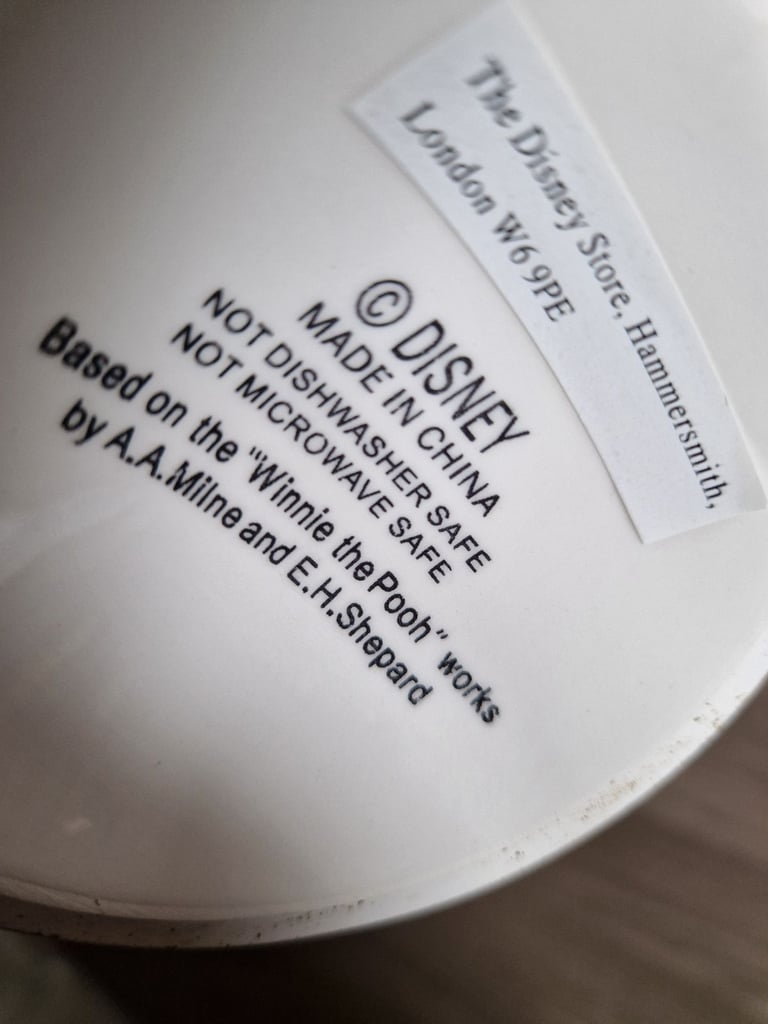 The Disney Store, Hammersmith,
London W6 9PE
© DISNEY
MADE IN CHINA
NOT DISHWASHER SAFE
NOT MICROWAVE SAFE
Based on the "Winnie the Pooh" works
by A.A.Milne and E.H.Shepard